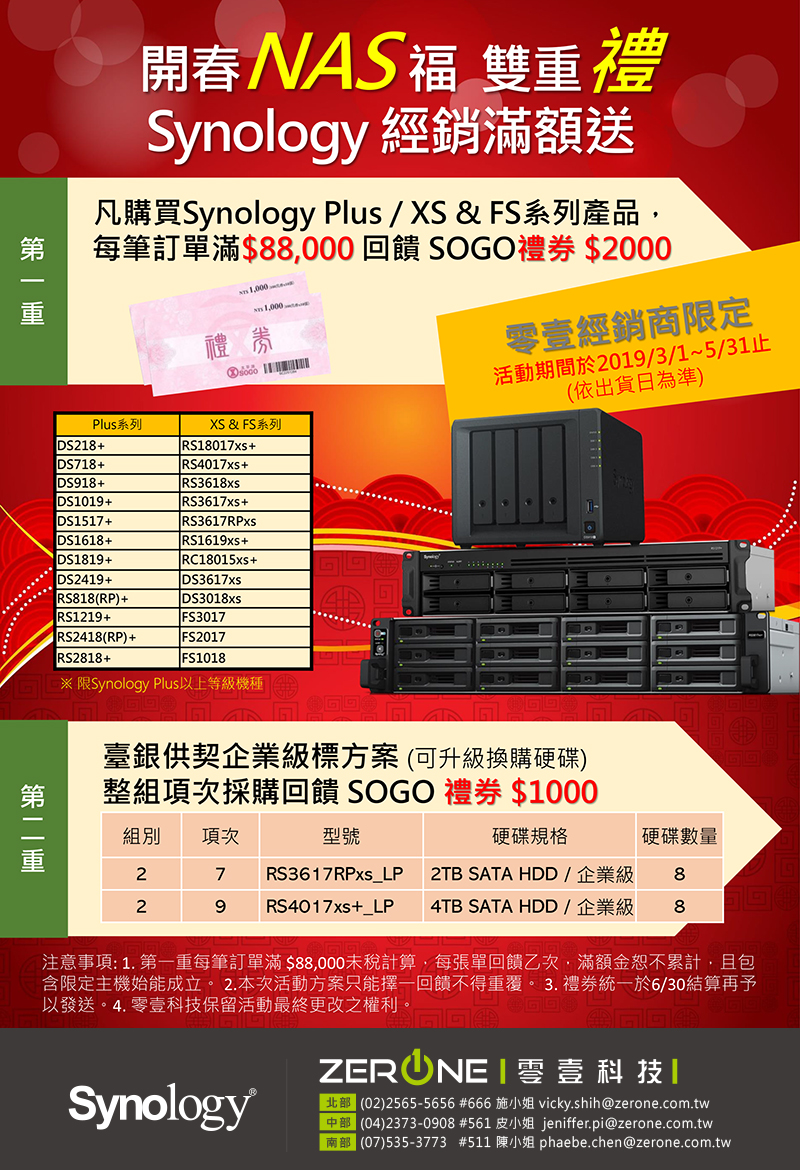 開春NAS福 雙重禮
Synology 經銷滿額送
第一重
凡購買Synology Plus / XS & FS系列產品，
每筆訂單滿$88,000 回饋 SOGO禮券 $2000
NT$ 1,000
NT$ 1,000
禮券
SOGO
零壹經銷商限定
活動期間於2019/3/1~5/31止
(依出貨日為準)
Plus系列 XS & FS系列
DS218+ RS18017xs+
DS718+ RS4017xs+
DS918+ RS3618xs
DS1019+ RS3617xs+
DS1517+ RS3617RPxs
DS1618+ RS1619xs+
DS1819+ RC18015xs+
DS2419+ DS3617xs
RS818(RP)+ DS3018xs
RS1219+ FS3017
RS2418(RP)+ FS2017
RS2818+ FS1018
※ 限Synology Plus以上等級機種
Synology
第二重
臺銀供契企業級標方案 (可升級換購硬碟)
整組項次採購回饋 SOGO 禮券 $1000
組別 項次 型號 硬碟規格 硬碟數量
2 7 RS3617RPxs_LP 2TB SATA HDD / 企業級 8
2 9 RS4017xs+_LP 4TB SATA HDD / 企業級 8
注意事項: 1. 第一重每筆訂單滿 $88,000未稅計算，每張單回饋乙次，滿額金恕不累計，且包
含限定主機始能成立。 2.本次活動方案只能擇一回饋不得重覆。 3. 禮券統一於6/30結算再予
以發送。4. 零壹科技保留活動最終更改之權利。
Synology®
ZERONE 零壹科技
北部 (02)2565-5656 #666 施小姐 vicky.shih@zerone.com.tw
中部 (04)2373-0908 #561 皮小姐 jeniffer.pi@zerone.com.tw
南部 (07)535-3773 #511 陳小姐 phaebe.chen@zerone.com.tw